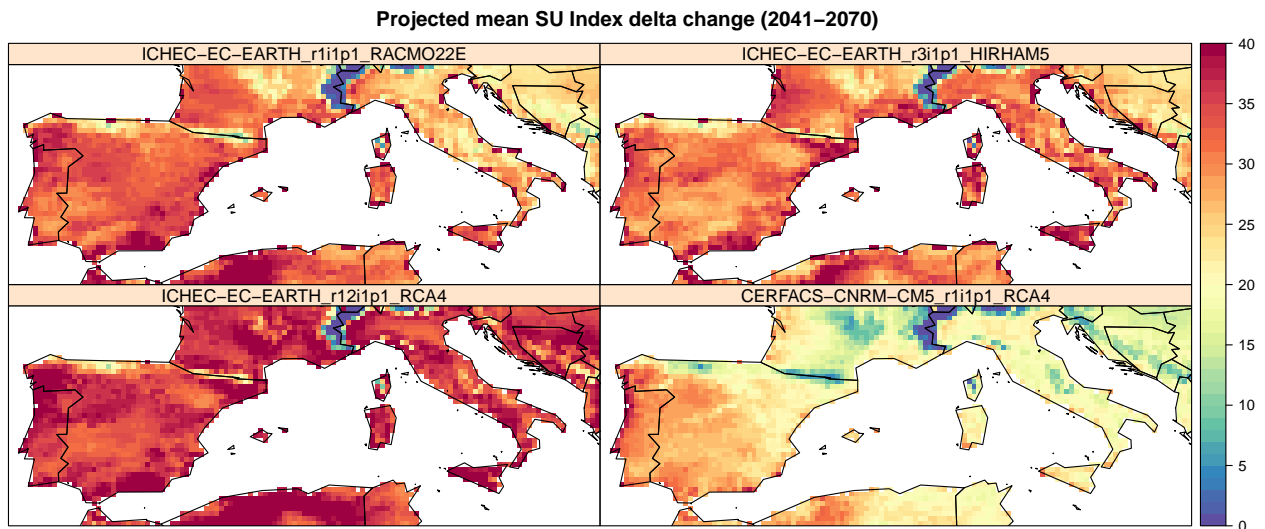 Projected mean SU Index delta change (2041–2070)
ICHEC−EC−EARTH_r1i1p1_RACMO22E
ICHEC−EC−EARTH_r3i1p1_HIRHAM5
ICHEC−EC−EARTH_r12i1p1_RCA4
CERFACS−CNRM−CM5_r1i1p1_RCA4
40
35
30
25
20
15
10
5
0